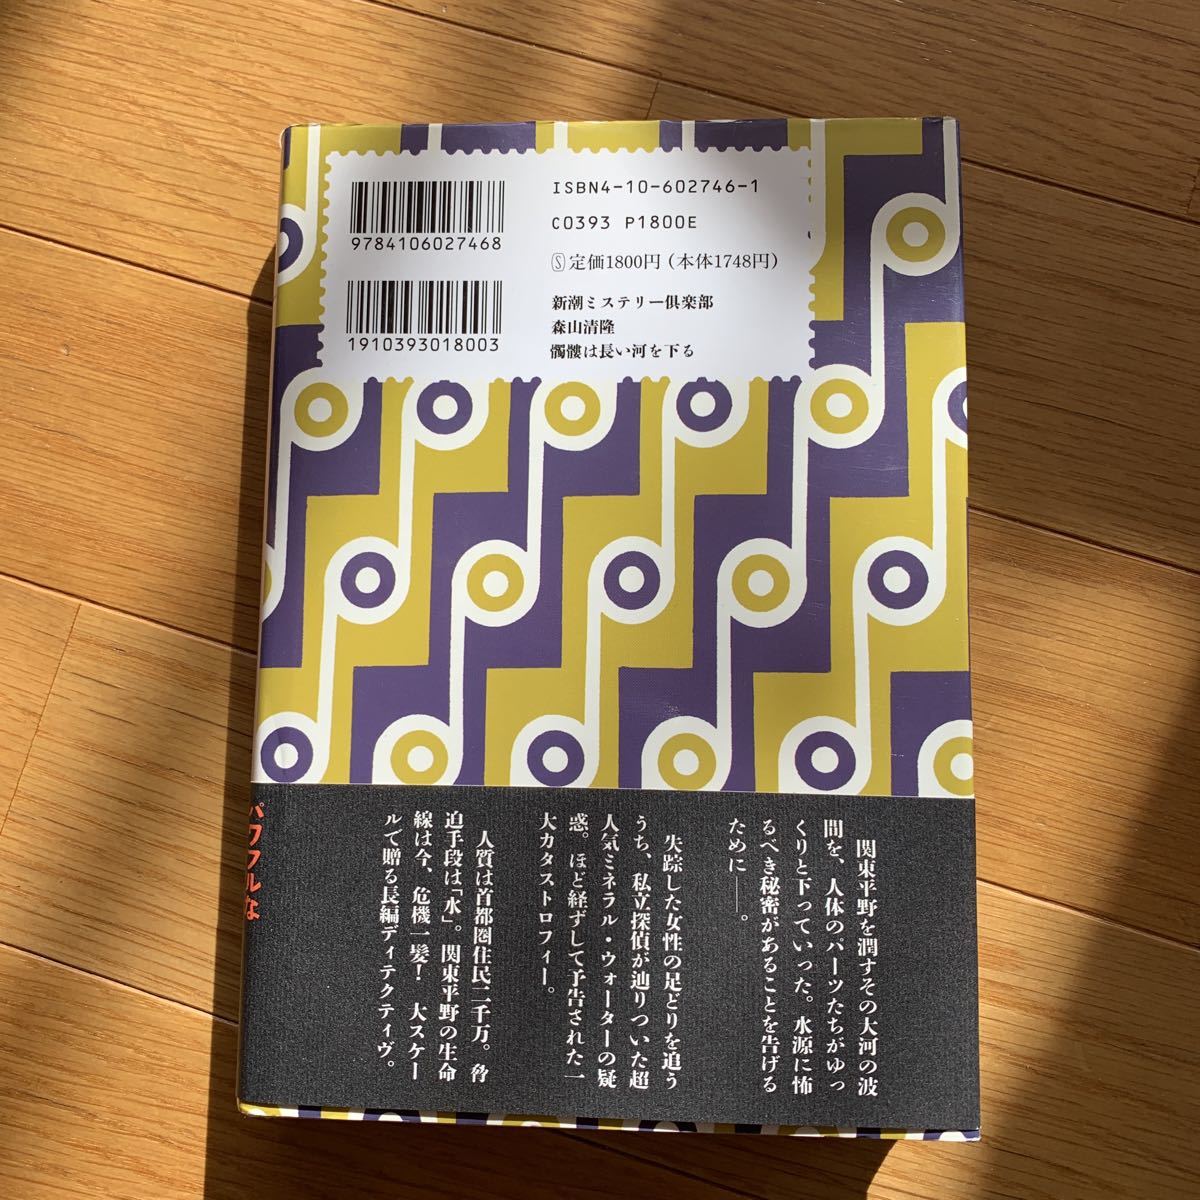 ISBN4-10-602746-1
C0393 P1800E
Ⓢ定価1800円(本体1748円)
新潮ミステリー倶楽部
森山清隆
髑髏は長い河を下る
9784106027468
1910393018003
関東平野を潤すその大河の波
間を、人体のパーツたちがゆっ
くりと下っていった。水源に怖
るべき秘密があることを告げる
ために――。
失踪した女性の足どりを追う
うち、私立探偵が辿りついた超
人気ミネラル・ウォーターの疑
惑。ほど経ずして予告された一
大カタストロフィー。
人質は首都圏住民二千万。脅
迫手段は「水」。関東平野の生命
線は今、危機一髪! 大スケー
ルで贈る長編ディテクティヴ。
パワフルな